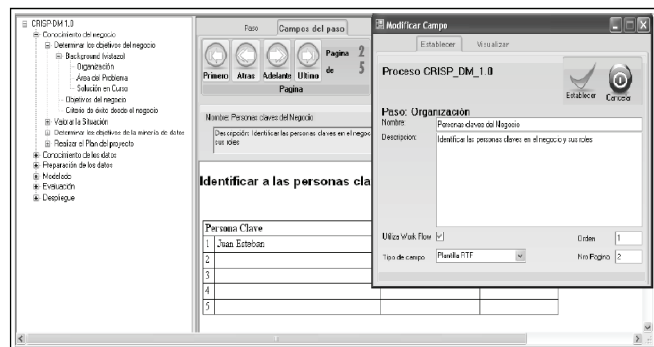 CRISP-DM 1.0
Conocimiento del negocio
Determinar los objetivos del negocio
Background (vistazo)
Organización
Área del Problema
Solución en Curso
Objetivos del negocio
Criterio de éxito desde el negocio
Valorar la Situación
Determinar los objetivos de la minería de datos
Realizar el Plan del proyecto
Conocimiento de los datos
Preparación de los datos
Modelado
Evaluación
Despliegue
Paso
Campos del paso
Primero
Atras
Adelante
Ultimo
Pagina 2
de 5
Pagina
Nombre: Personas claves del Negocio
Descripción: Identificar las personas claves en el negoc
sus roles
Identificar a las personas cla
Persona Clave
1 Juan Esteban
2
3
4
5
Modificar Campo
Establecer
Visualizar
Proceso CRISP_DM_1.0
Establecer
Cancelar
Paso: Organización
Nombre: Personas claves del Negocio
Descripcion: Identificar las personas claves en el negocio y sus roles
Utiliza Work Flow
Orden 1
Tipo de campo Plantilla RTF
Nro Pagina 2